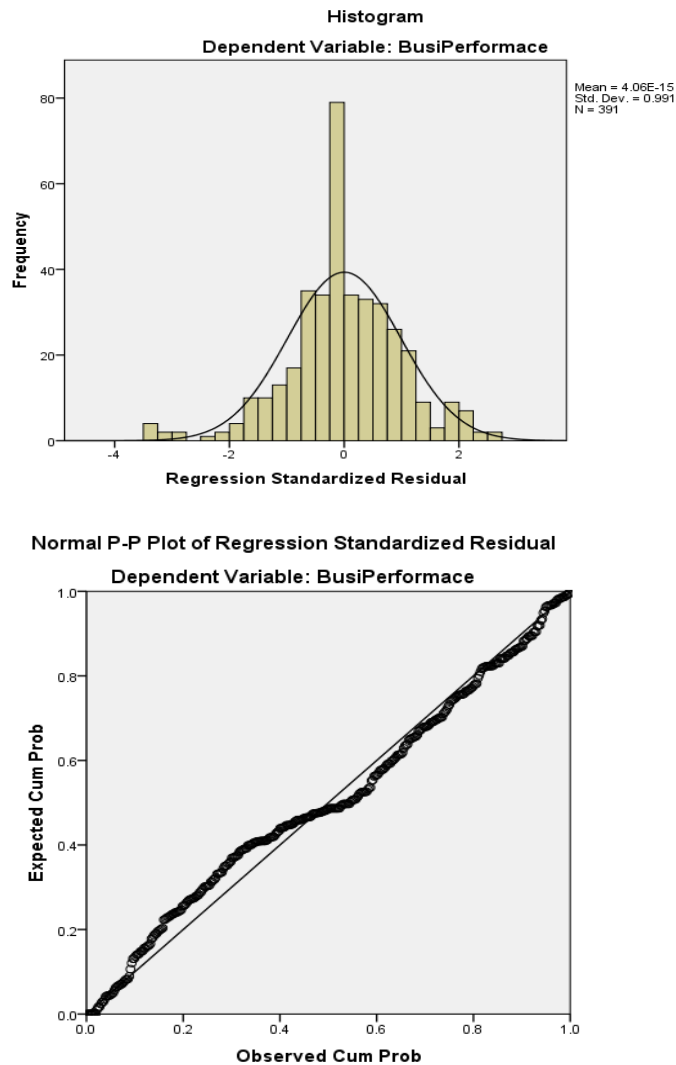 Histogram
Dependent Variable: BusiPerformace
Mean = 4.06E-15
Std. Dev. = 0.991
N = 391
80
60
40
20
0
Frequency
-4 -2 0 2
Regression Standardized Residual
Normal P-P Plot of Regression Standardized Residual
Dependent Variable: BusiPerformace
1.0
0.8
0.6
0.4
0.2
0.0
Expected Cum Prob
0.0 0.2 0.4 0.6 0.8 1.0
Observed Cum Prob